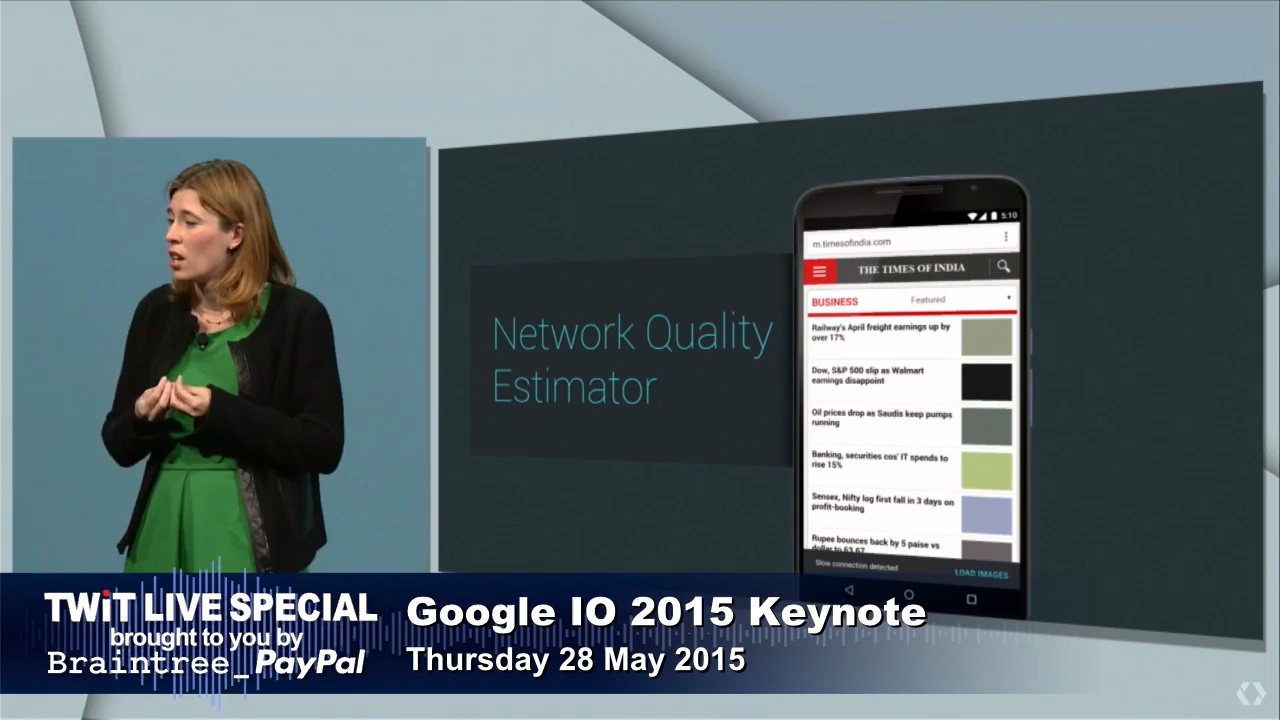 Network Quality
Estimator
5:10
m.timesofindia.com
THE TIMES OF INDIA
BUSINESS
Featured
Railway's April freight earnings up by
over 17%
Dow, S&P 500 slip as Walmart
earnings disappoint
Oil prices drop as Saudis keep pumps
running
Banking, securities cos' IT spends to
rise 15%
Sensex, Nifty log first fall in 3 days on
profit-booking
Rupee bounces back by 5 paise vs
dollar to 63.67
Slow connection detected
LOAD IMAGES
TWiT LIVE SPECIAL
brought to you by
Braintree_PayPal
Google IO 2015 Keynote
Thursday 28 May 2015